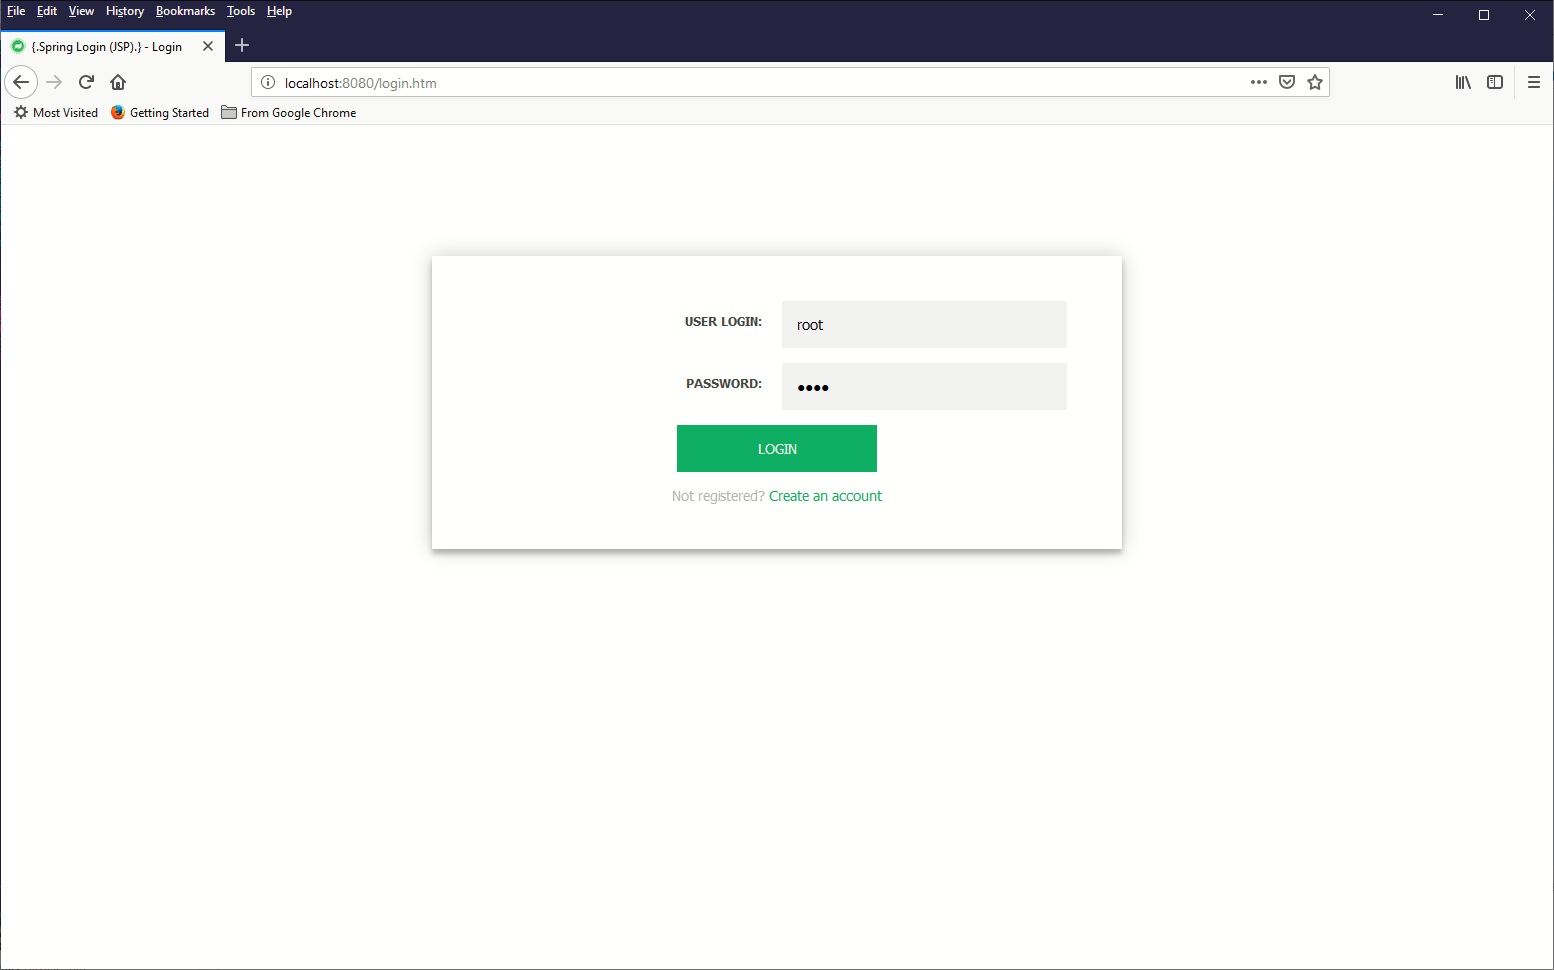 File Edit View History Bookmarks Tools Help
{.Spring Login (JSP).} - Login
localhost:8080/login.htm
Most Visited Getting Started From Google Chrome
USER LOGIN: root
PASSWORD: ••••
LOGIN
Not registered? Create an account